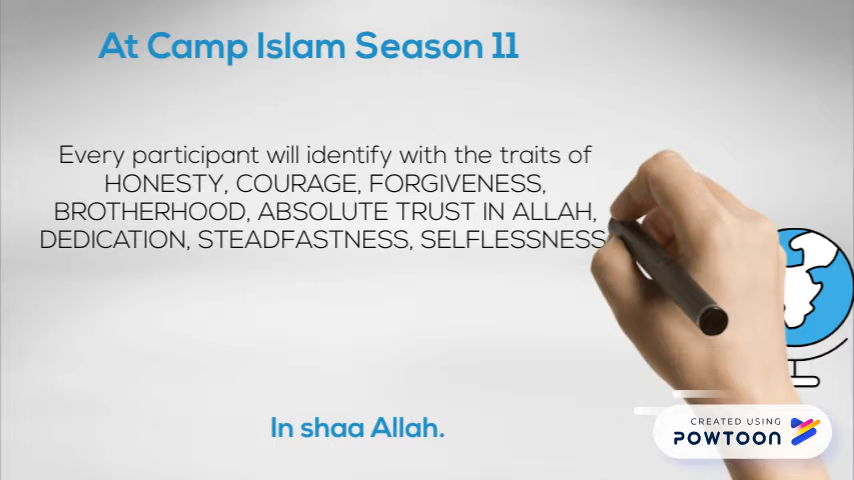 At Camp Islam Season 11
Every participant will identify with the traits of
HONESTY, COURAGE, FORGIVENESS,
BROTHERHOOD, ABSOLUTE TRUST IN ALLAH,
DEDICATION, STEADFASTNESS, SELFLESSNESS
In shaa Allah.
CREATED USING
POWTOON